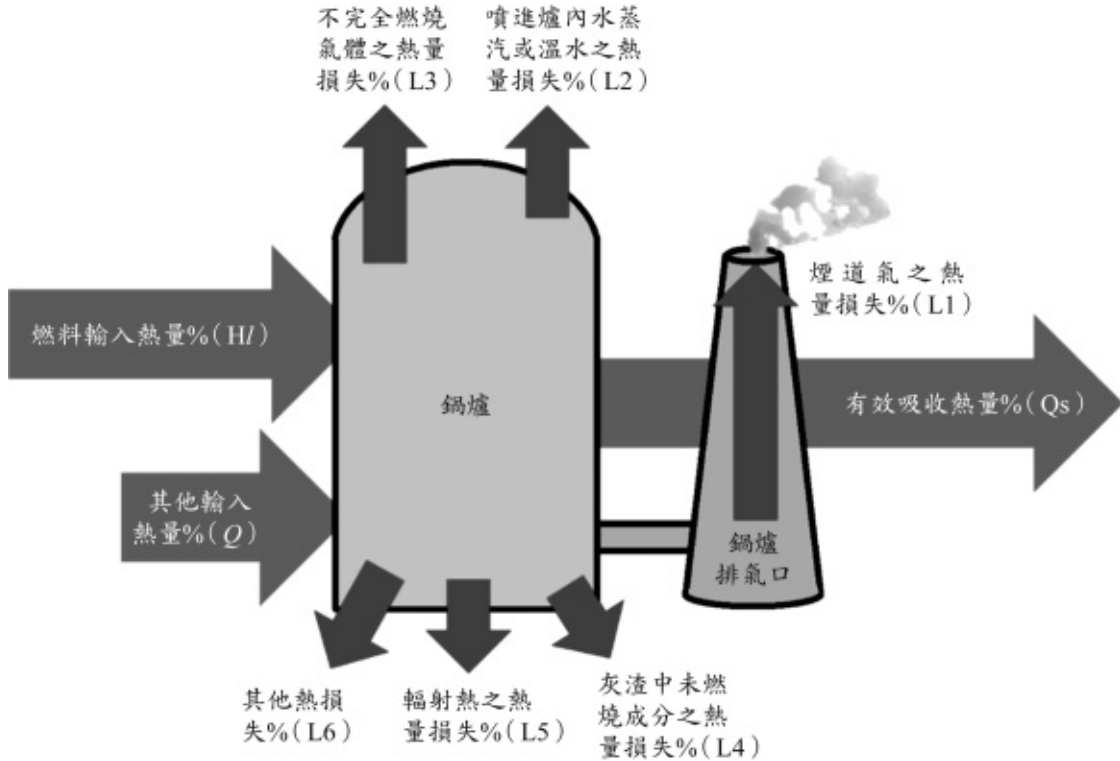 不完全燃燒
氣體之熱量
損失%(L3)
噴進爐內水蒸
汽或溫水之熱
量損失%(L2)
煙道氣之熱
量損失%(L1)
燃料輸入熱量%(Hl)
鍋爐
有效吸收熱量%(Qs)
其他輸入
熱量%(Q)
鍋爐
排氣口
其他熱損
失%(L6)
輻射熱之熱
量損失%(L5)
灰渣中未燃
燒成分之熱
量損失%(L4)